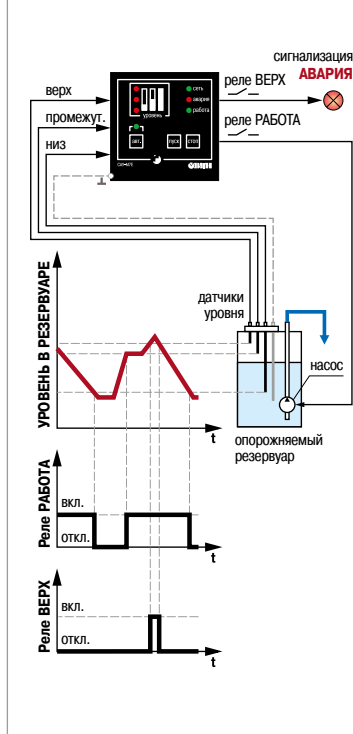 сигнализация
АВАРИЯ
реле ВЕРХ
верх
промежут.
низ
сеть
авария
работа
уровень
реле РАБОТА
авт.
пуск
стоп
овен
датчики
уровня
насос
опорожняемый
резервуар
УРОВЕНЬ В РЕЗЕРВУАРЕ
t
Реле РАБОТА
вкл.
откл.
t
Реле ВЕРХ
вкл.
откл.
t